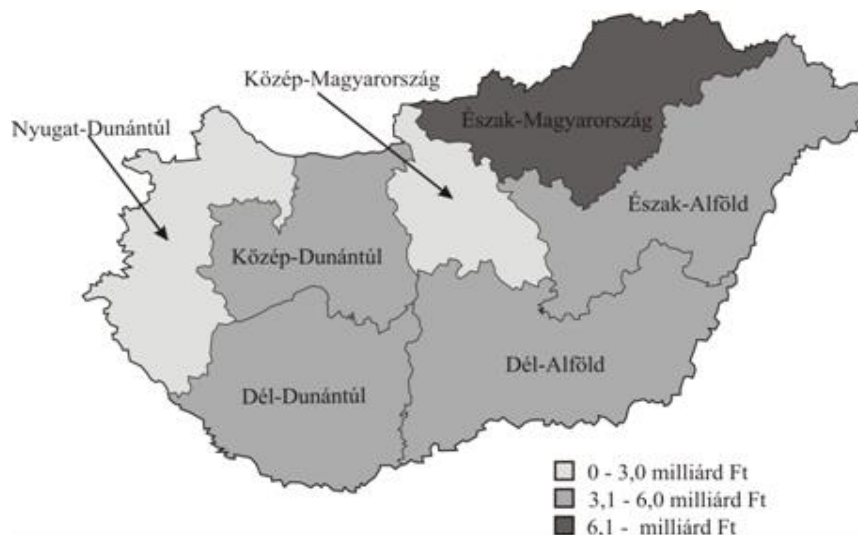 Közép-Magyarország
Nyugat-Dunántúl
Észak-Magyarország
Észak-Alföld
Közép-Dunántúl
Dél-Alföld
Dél-Dunántúl
0 - 3,0 milliárd Ft
3,1 - 6,0 milliárd Ft
6,1 - milliárd Ft